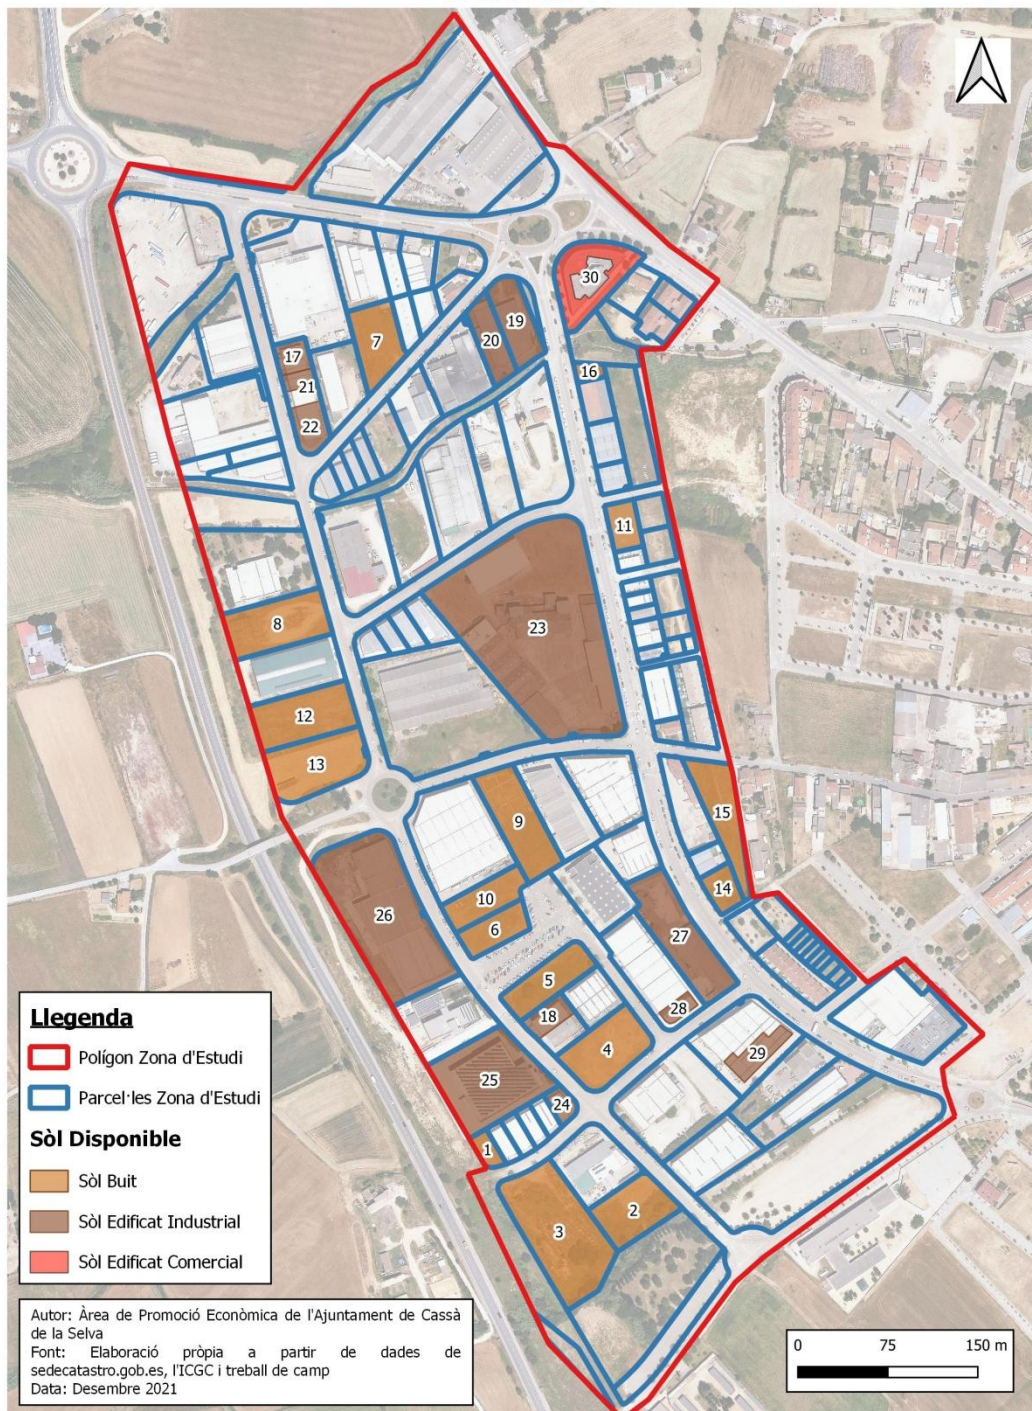 30
19
20
7
17
21
22
16
11
8
23
12
13
9
15
14
10
6
26
27
5
18
28
4
29
25
24
1
2
3
Llegenda
Polígon Zona d'Estudi
Parcel·les Zona d'Estudi
Sòl Disponible
Sòl Buit
Sòl Edificat Industrial
Sòl Edificat Comercial
Autor: Àrea de Promoció Econòmica de l'Ajuntament de Cassà
de la Selva
Font: Elaboració pròpia a partir de dades de
sedecatastro.gob.es, l'ICGC i treball de camp
Data: Desembre 2021
0 75 150 m